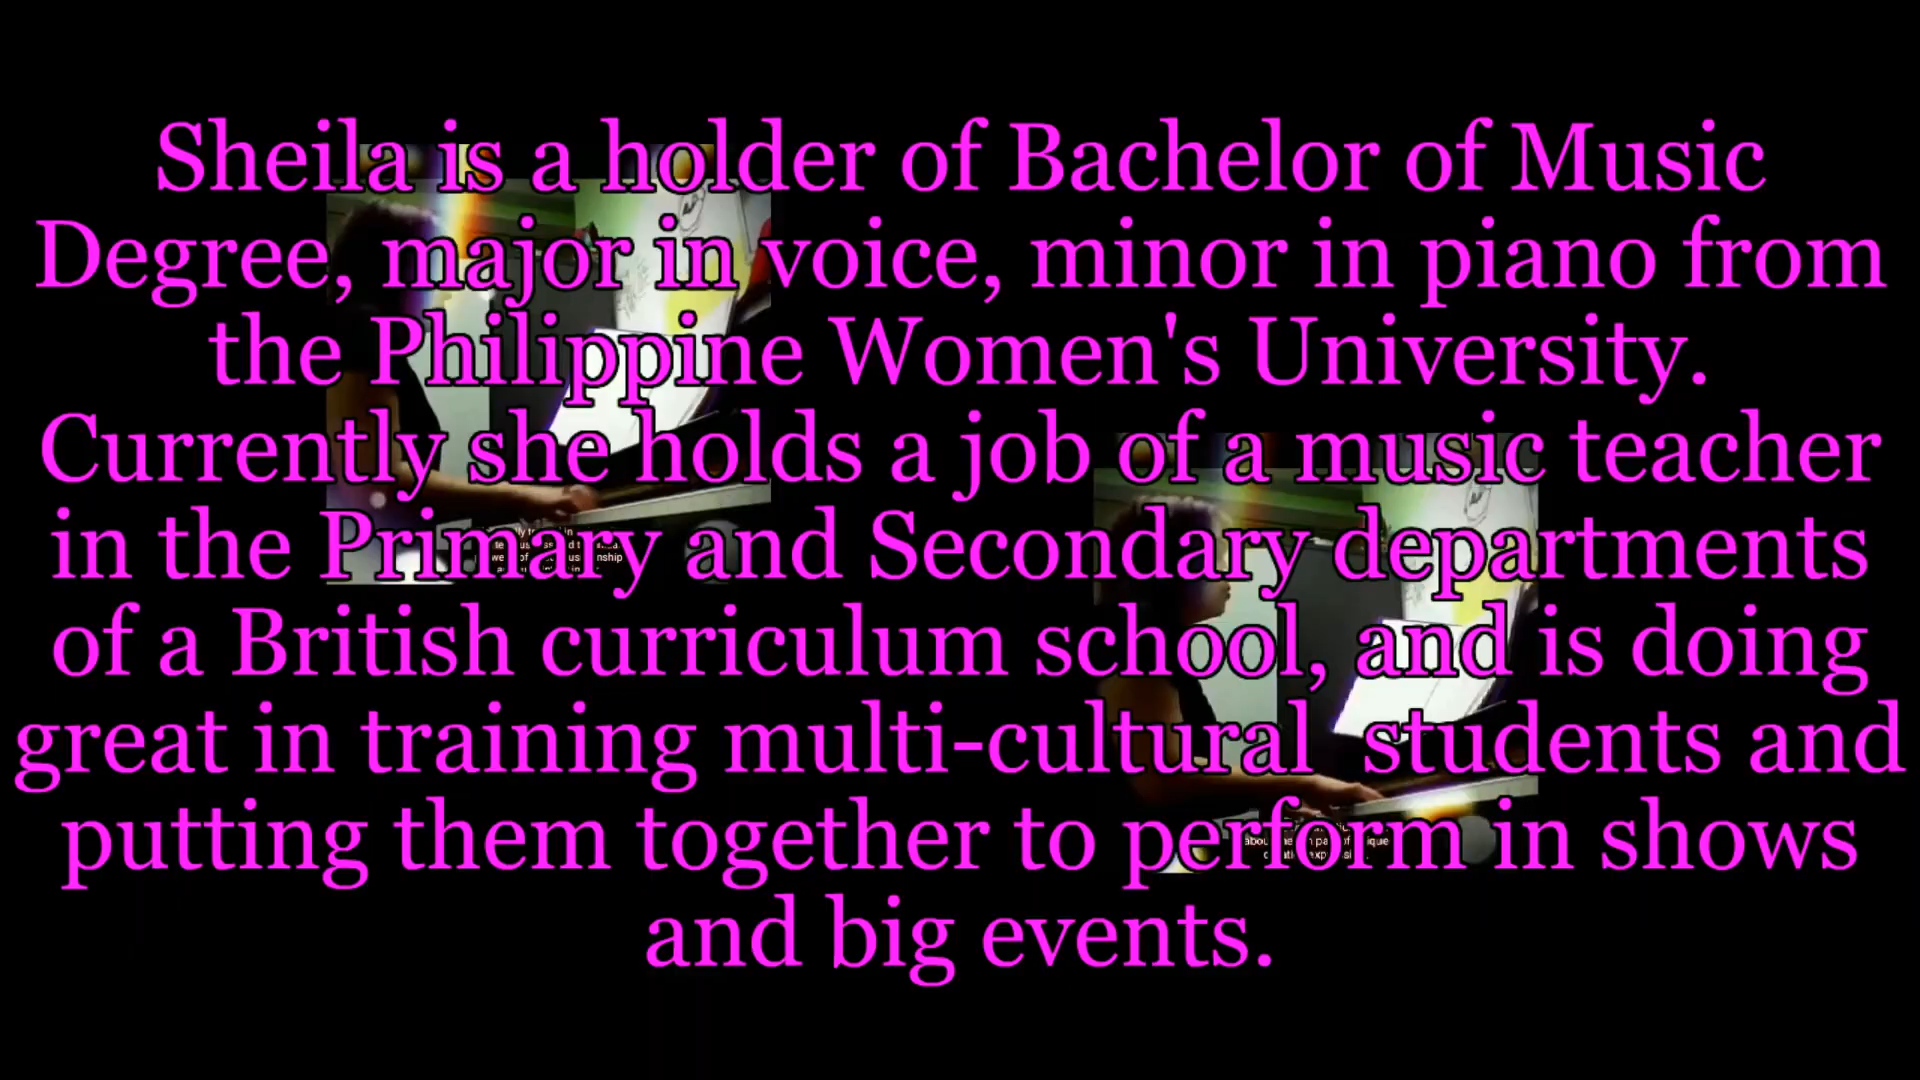 Sheila is a holder of Bachelor of Music
Degree, major in voice, minor in piano from
the Philippine Women's University.
Currently she holds a job of a music teacher
in the Primary and Secondary departments
of a British curriculum school, and is doing
great in training multi-cultural  students and
putting them together to perform in shows
and big events.